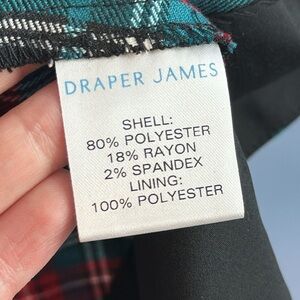 DRAPER JAMES
SHELL:
80% POLYESTER
18% RAYON
2% SPANDEX
LINING:
100% POLYESTER